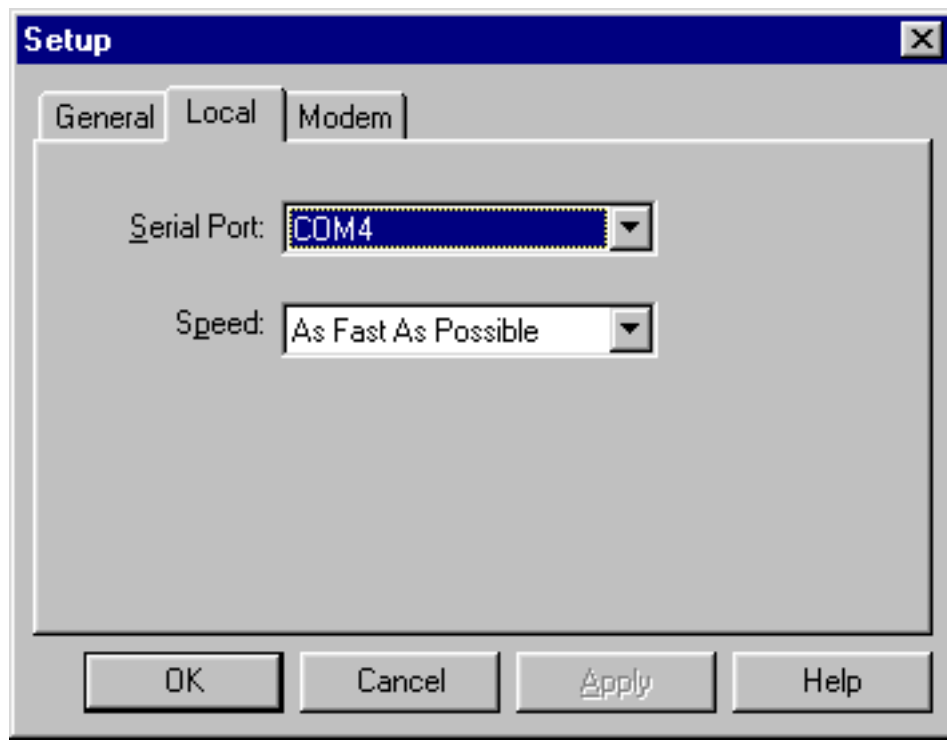 Setup
General Local Modem
Serial Port: COM4
Speed: As Fast As Possible
OK Cancel Apply Help